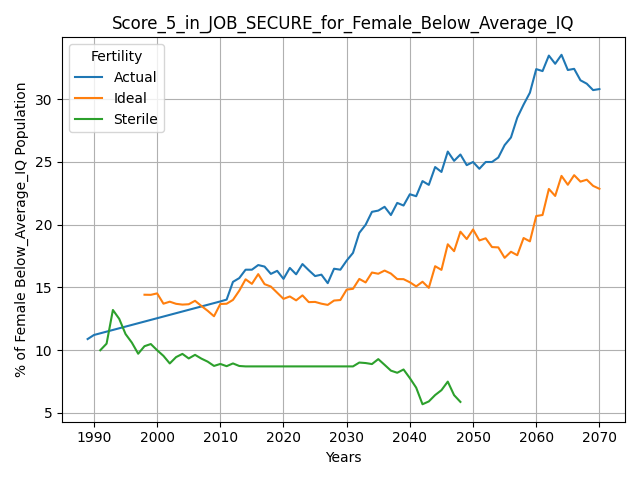 Score_5_in_JOB_SECURE_for_Female_Below_Average_IQ
Fertility
Actual
Ideal
Sterile
% of Female Below_Average_IQ Population
30
25
20
15
10
5
1990 2000 2010 2020 2030 2040 2050 2060 2070
Years